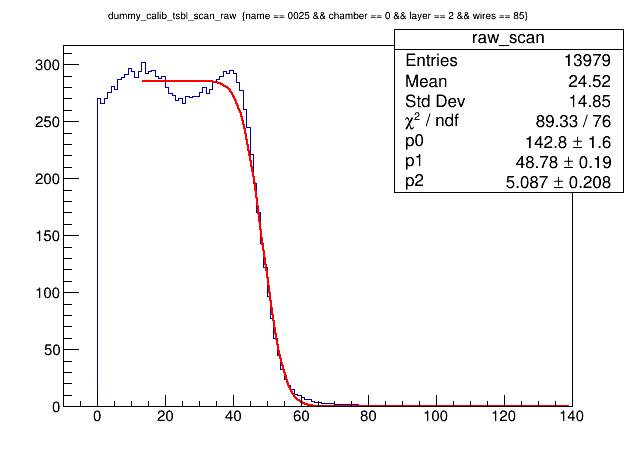 dummy_calib_tsbl_scan_raw {name == 0025 && chamber == 0 && layer == 2 && wires == 85}
raw_scan
Entries 13979
Mean 24.52
Std Dev 14.85
χ² / ndf 89.33 / 76
p0 142.8 ± 1.6
p1 48.78 ± 0.19
p2 5.087 ± 0.208
300
250
200
150
100
50
0
0 20 40 60 80 100 120 140